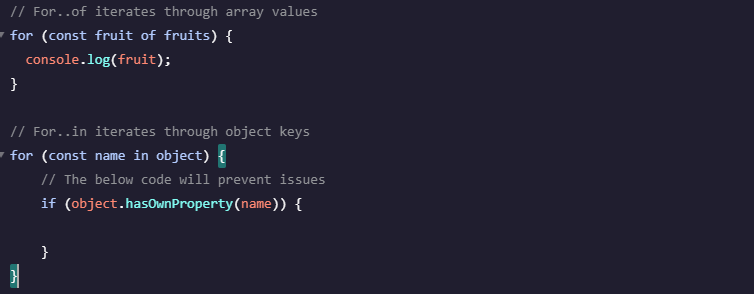 // For..of iterates through array values
for (const fruit of fruits) {
  console.log(fruit);
}

// For..in iterates through object keys
for (const name in object) {
    // The below code will prevent issues
    if (object.hasOwnProperty(name)) {

    }
}